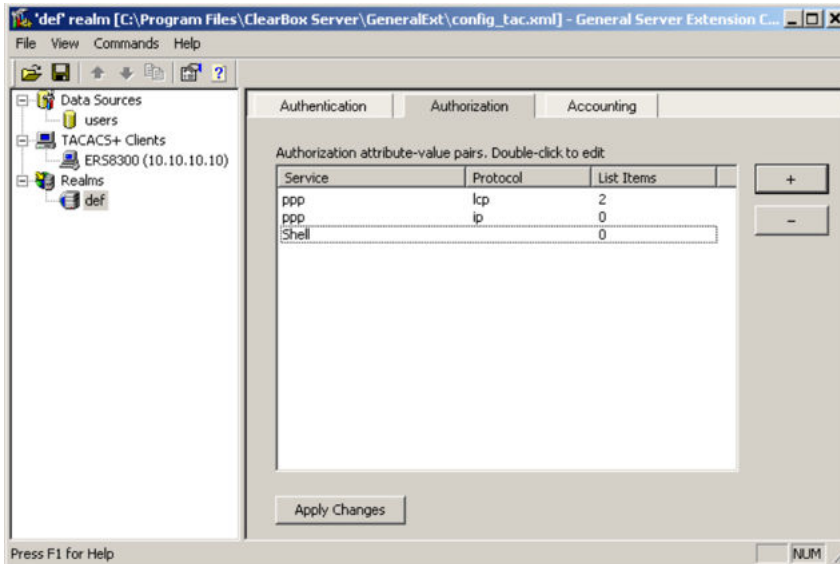 'def' realm [C:\Program Files\ClearBox Server\GeneralExt\config_tac.xml] - General Server Extension C...
File View Commands Help
Data Sources
users
TACACS+ Clients
ERS8300 (10.10.10.10)
Realms
def
Authentication Authorization Accounting
Authorization attribute-value pairs. Double-click to edit
Service Protocol List Items
ppp lcp 2
ppp ip 0
Shell 0
+
-
Apply Changes
Press F1 for Help NUM